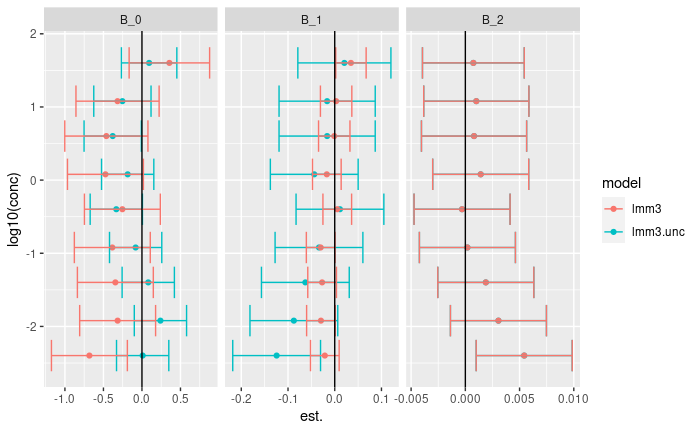 B_0 B_1 B_2
log10(conc)
2
1
0
-1
-2
-1.0 -0.5 0.0 0.5
-0.2 -0.1 0.0 0.1
-0.005 0.000 0.005 0.010
est.
model
lmm3
lmm3.unc